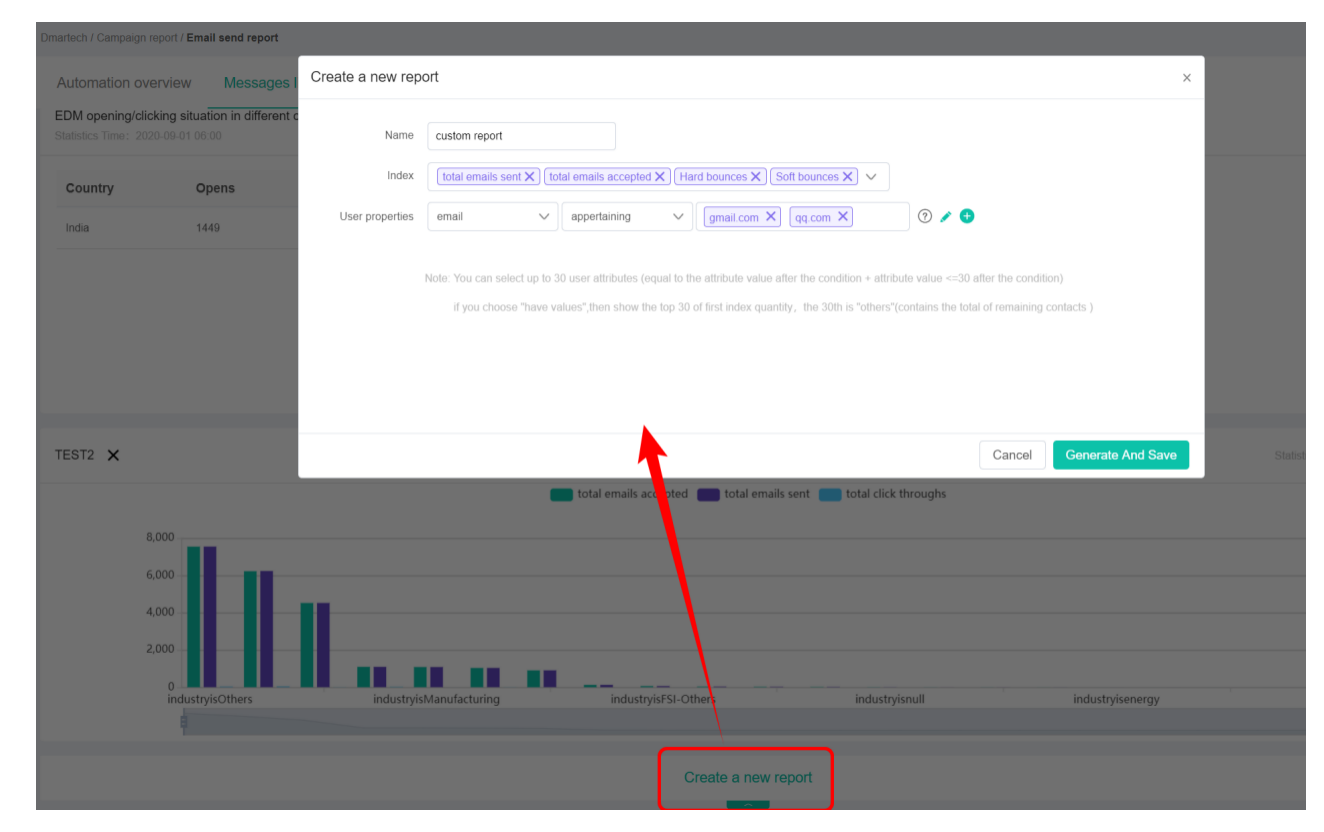 Dmartech / Campaign report / Email send report
Automation overview Messages l
EDM opening/clicking situation in different c
Statistics Time: 2020-09-01 06:00
Country Opens
India 1449
Create a new report ×
Name custom report
Index total emails sent X total emails accepted X Hard bounces X Soft bounces X
User properties email appertaining gmail.com X qq.com X ? +
Note: You can select up to 30 user attributes (equal to the attribute value after the condition + attribute value <=30 after the condition)
if you choose "have values",then show the top 30 of first index quantity，the 30th is "others"(contains the total of remaining contacts )
Cancel Generate And Save
TEST2 X Statist
total emails accepted total emails sent total click throughs
8,000
6,000
4,000
2,000
0
industryisOthers industryisManufacturing industryisFSI-Others industryisnull industryisenergy
Create a new report